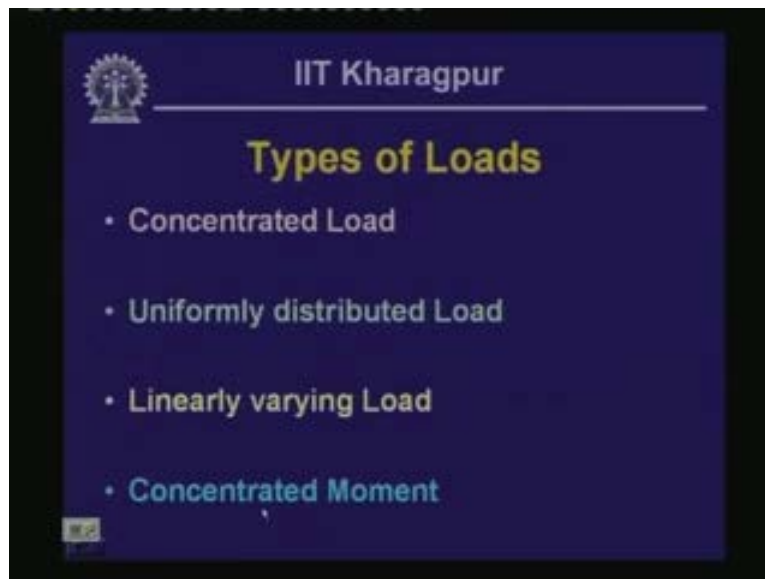 IIT Kharagpur
Types of Loads
• Concentrated Load
• Uniformly distributed Load
• Linearly varying Load
• Concentrated Moment